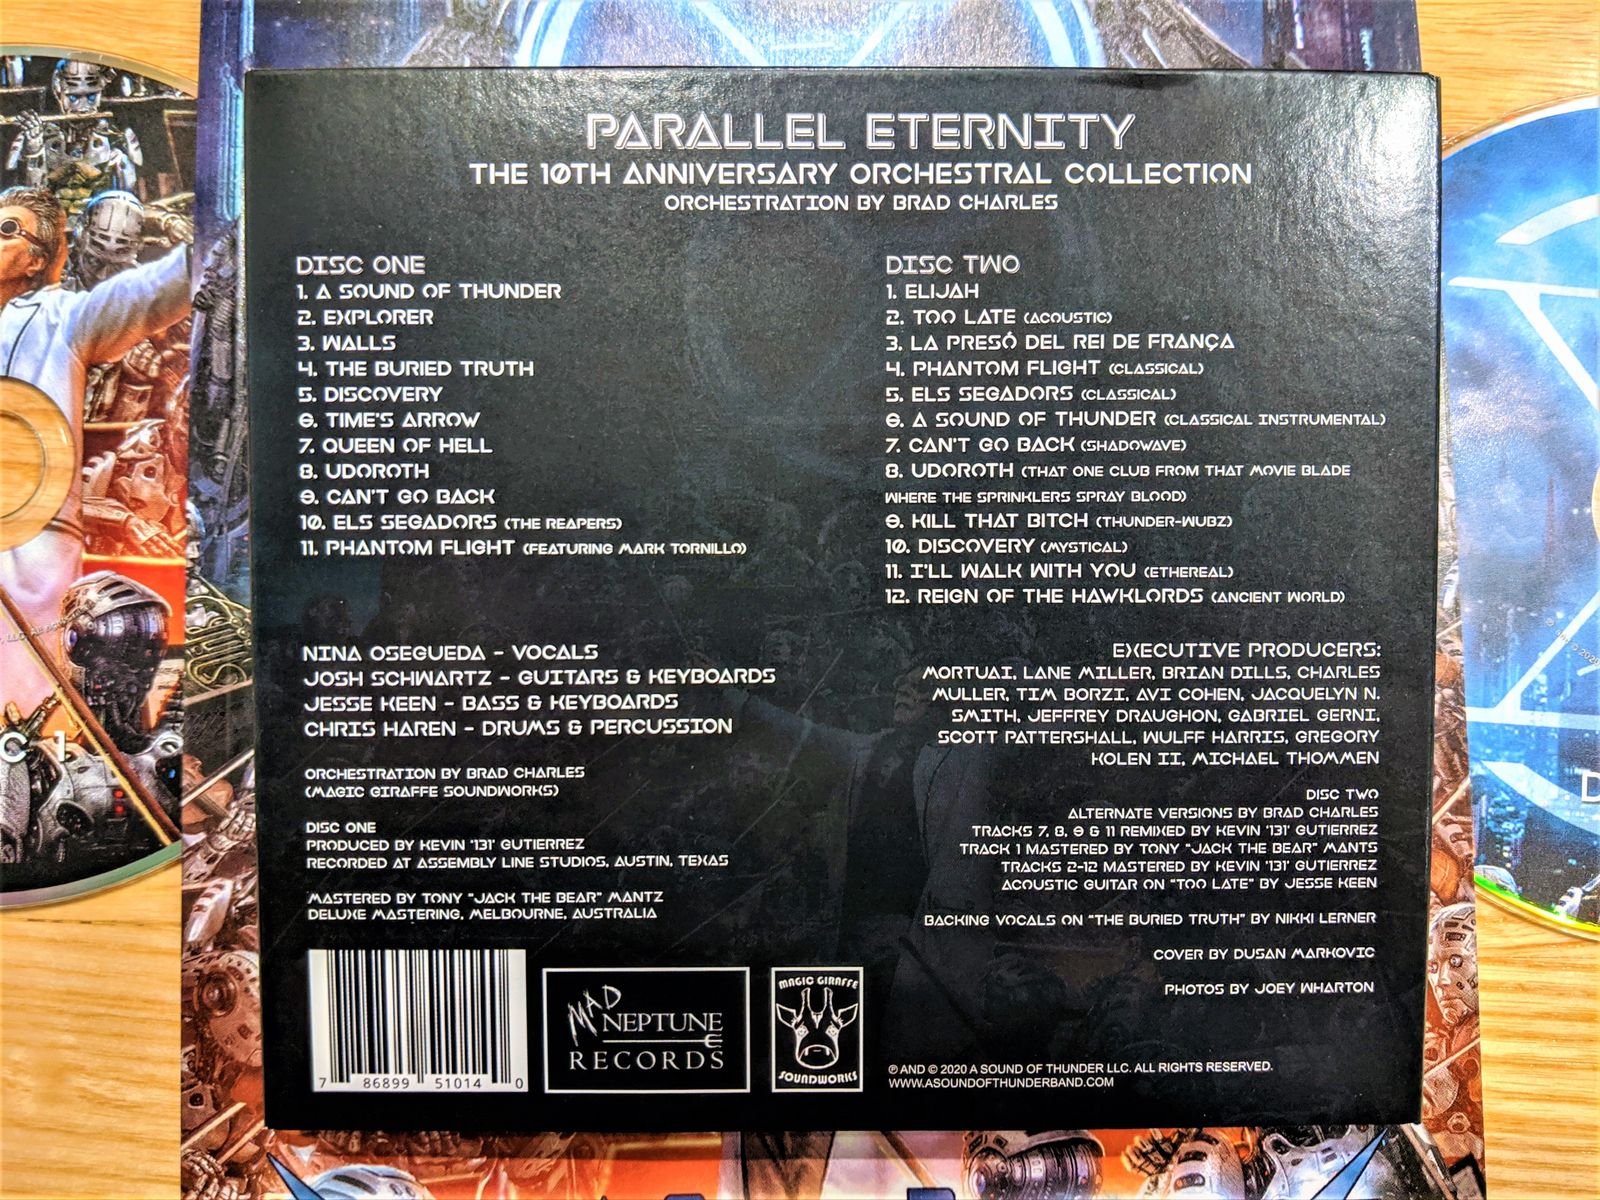 PARALLEL ETERNITY
THE 10TH ANNIVERSARY ORCHESTRAL COLLECTION
ORCHESTRATION BY BRAD CHARLES
DISC ONE
1. A SOUND OF THUNDER
2. EXPLORER
3. WALLS
4. THE BURIED TRUTH
5. DISCOVERY
6. TIME'S ARROW
7. QUEEN OF HELL
8. UDOROTH
9. CAN'T GO BACK
10. ELS SEGADORS (THE REAPERS)
11. PHANTOM FLIGHT (FEATURING MARK TORNILLO)
DISC TWO
1. ELIJAH
2. TOO LATE (ACOUSTIC)
3. LA PRESÓ DEL REI DE FRANÇA
4. PHANTOM FLIGHT (CLASSICAL)
5. ELS SEGADORS (CLASSICAL)
6. A SOUND OF THUNDER (CLASSICAL INSTRUMENTAL)
7. CAN'T GO BACK (SHADOWAVE)
8. UDOROTH (THAT ONE CLUB FROM THAT MOVIE BLADE
WHERE THE SPRINKLERS SPRAY BLOOD)
9. KILL THAT BITCH (THUNDER-WUBZ)
10. DISCOVERY (MYSTICAL)
11. I'LL WALK WITH YOU (ETHEREAL)
12. REIGN OF THE HAWKLORDS (ANCIENT WORLD)
NINA OSEGUEDA - VOCALS
JOSH SCHWARTZ - GUITARS & KEYBOARDS
JESSE KEEN - BASS & KEYBOARDS
CHRIS HAREN - DRUMS & PERCUSSION
ORCHESTRATION BY BRAD CHARLES
(MAGIC GIRAFFE SOUNDWORKS)
DISC ONE
PRODUCED BY KEVIN '131' GUTIERREZ
RECORDED AT ASSEMBLY LINE STUDIOS, AUSTIN, TEXAS
MASTERED BY TONY "JACK THE BEAR" MANTZ
DELUXE MASTERING, MELBOURNE, AUSTRALIA
EXECUTIVE PRODUCERS:
MORTUAI, LANE MILLER, BRIAN DILLS, CHARLES
MULLER, TIM BORZI, AVI COHEN, JACQUELYN N.
SMITH, JEFFREY DRAUGHON, GABRIEL GERNI,
SCOTT PATTERSHALL, WULFF HARRIS, GREGORY
KOLEN II, MICHAEL THOMMEN
DISC TWO
ALTERNATE VERSIONS BY BRAD CHARLES
TRACKS 7, 8, 9 & 11 REMIXED BY KEVIN '131' GUTIERREZ
TRACK 1 MASTERED BY TONY "JACK THE BEAR" MANTS
TRACKS 2-12 MASTERED BY KEVIN '131' GUTIERREZ
ACOUSTIC GUITAR ON "TOO LATE" BY JESSE KEEN
BACKING VOCALS ON "THE BURIED TRUTH" BY NIKKI LERNER
COVER BY DUSAN MARKOVIC
PHOTOS BY JOEY WHARTON
7 86899 51014 0
MAD
NEPTUNE
RECORDS
MAGIC GIRAFFE
SOUNDWORKS
℗ AND © 2020 A SOUND OF THUNDER LLC. ALL RIGHTS RESERVED.
WWW.ASOUNDOFTHUNDERBAND.COM
C 1
D